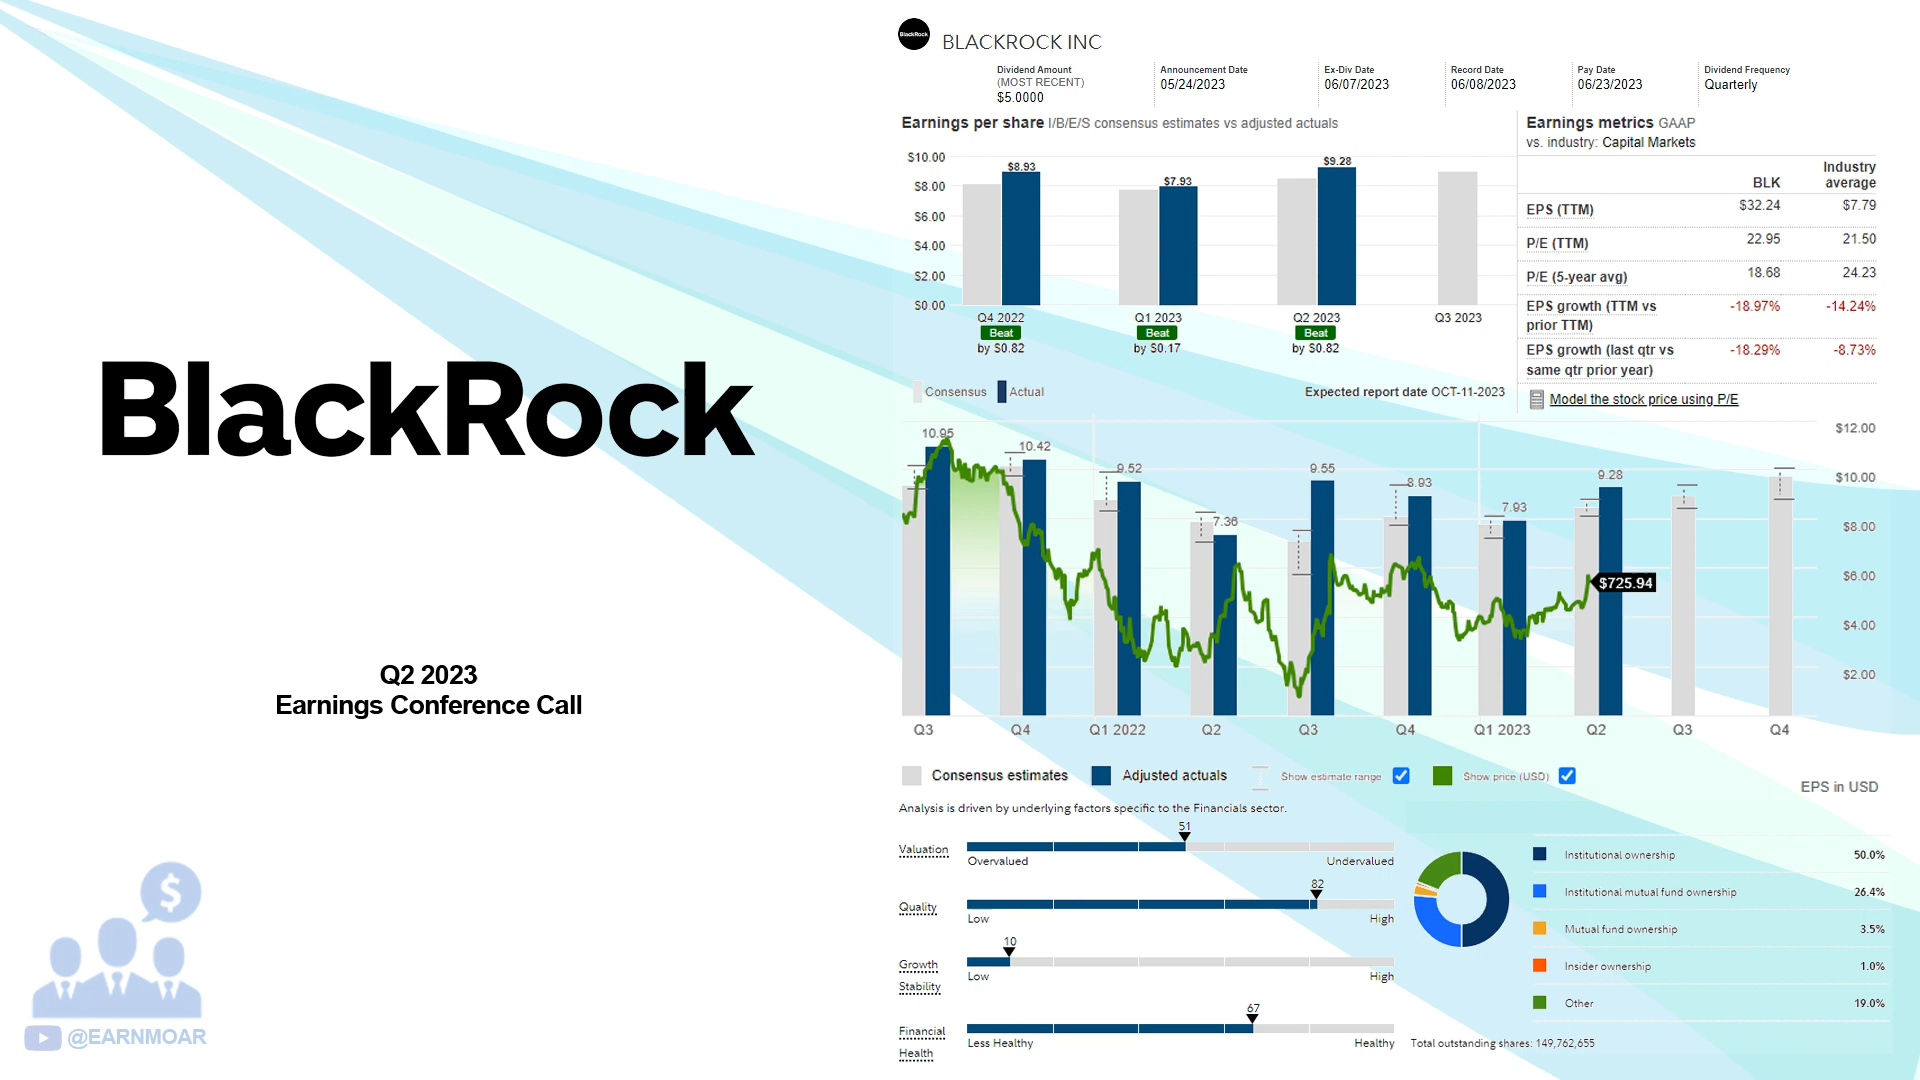 BlackRock
Q2 2023
Earnings Conference Call
$
@EARNMOAR
BlackRock
BLACKROCK INC
Dividend Amount
(MOST RECENT)
$5.0000
Announcement Date
05/24/2023
Ex-Div Date
06/07/2023
Record Date
06/08/2023
Pay Date
06/23/2023
Dividend Frequency
Quarterly
Earnings per share I/B/E/S consensus estimates vs adjusted actuals
$10.00
$8.00
$6.00
$4.00
$2.00
$0.00
$8.93
$7.93
$9.28
Q4 2022
Beat
by $0.82
Q1 2023
Beat
by $0.17
Q2 2023
Beat
by $0.82
Q3 2023
Consensus Actual
Expected report date OCT-11-2023
Earnings metrics GAAP
vs. industry: Capital Markets
BLK Industry average
EPS (TTM) $32.24 $7.79
P/E (TTM) 22.95 21.50
P/E (5-year avg) 18.68 24.23
EPS growth (TTM vs prior TTM) -18.97% -14.24%
EPS growth (last qtr vs same qtr prior year) -18.29% -8.73%
Model the stock price using P/E
10.95
10.42
9.52
7.36
9.55
8.93
7.93
9.28
$725.94
$12.00
$10.00
$8.00
$6.00
$4.00
$2.00
Q3 Q4 Q1 2022 Q2 Q3 Q4 Q1 2023 Q2 Q3 Q4
Consensus estimates Adjusted actuals Show estimate range Show price (USD)
EPS in USD
Analysis is driven by underlying factors specific to the Financials sector.
Valuation
51
Overvalued Undervalued
Quality
82
Low High
Growth
Stability
10
Low High
Financial
Health
67
Less Healthy Healthy
Institutional ownership 50.0%
Institutional mutual fund ownership 26.4%
Mutual fund ownership 3.5%
Insider ownership 1.0%
Other 19.0%
Total outstanding shares: 149,762,655